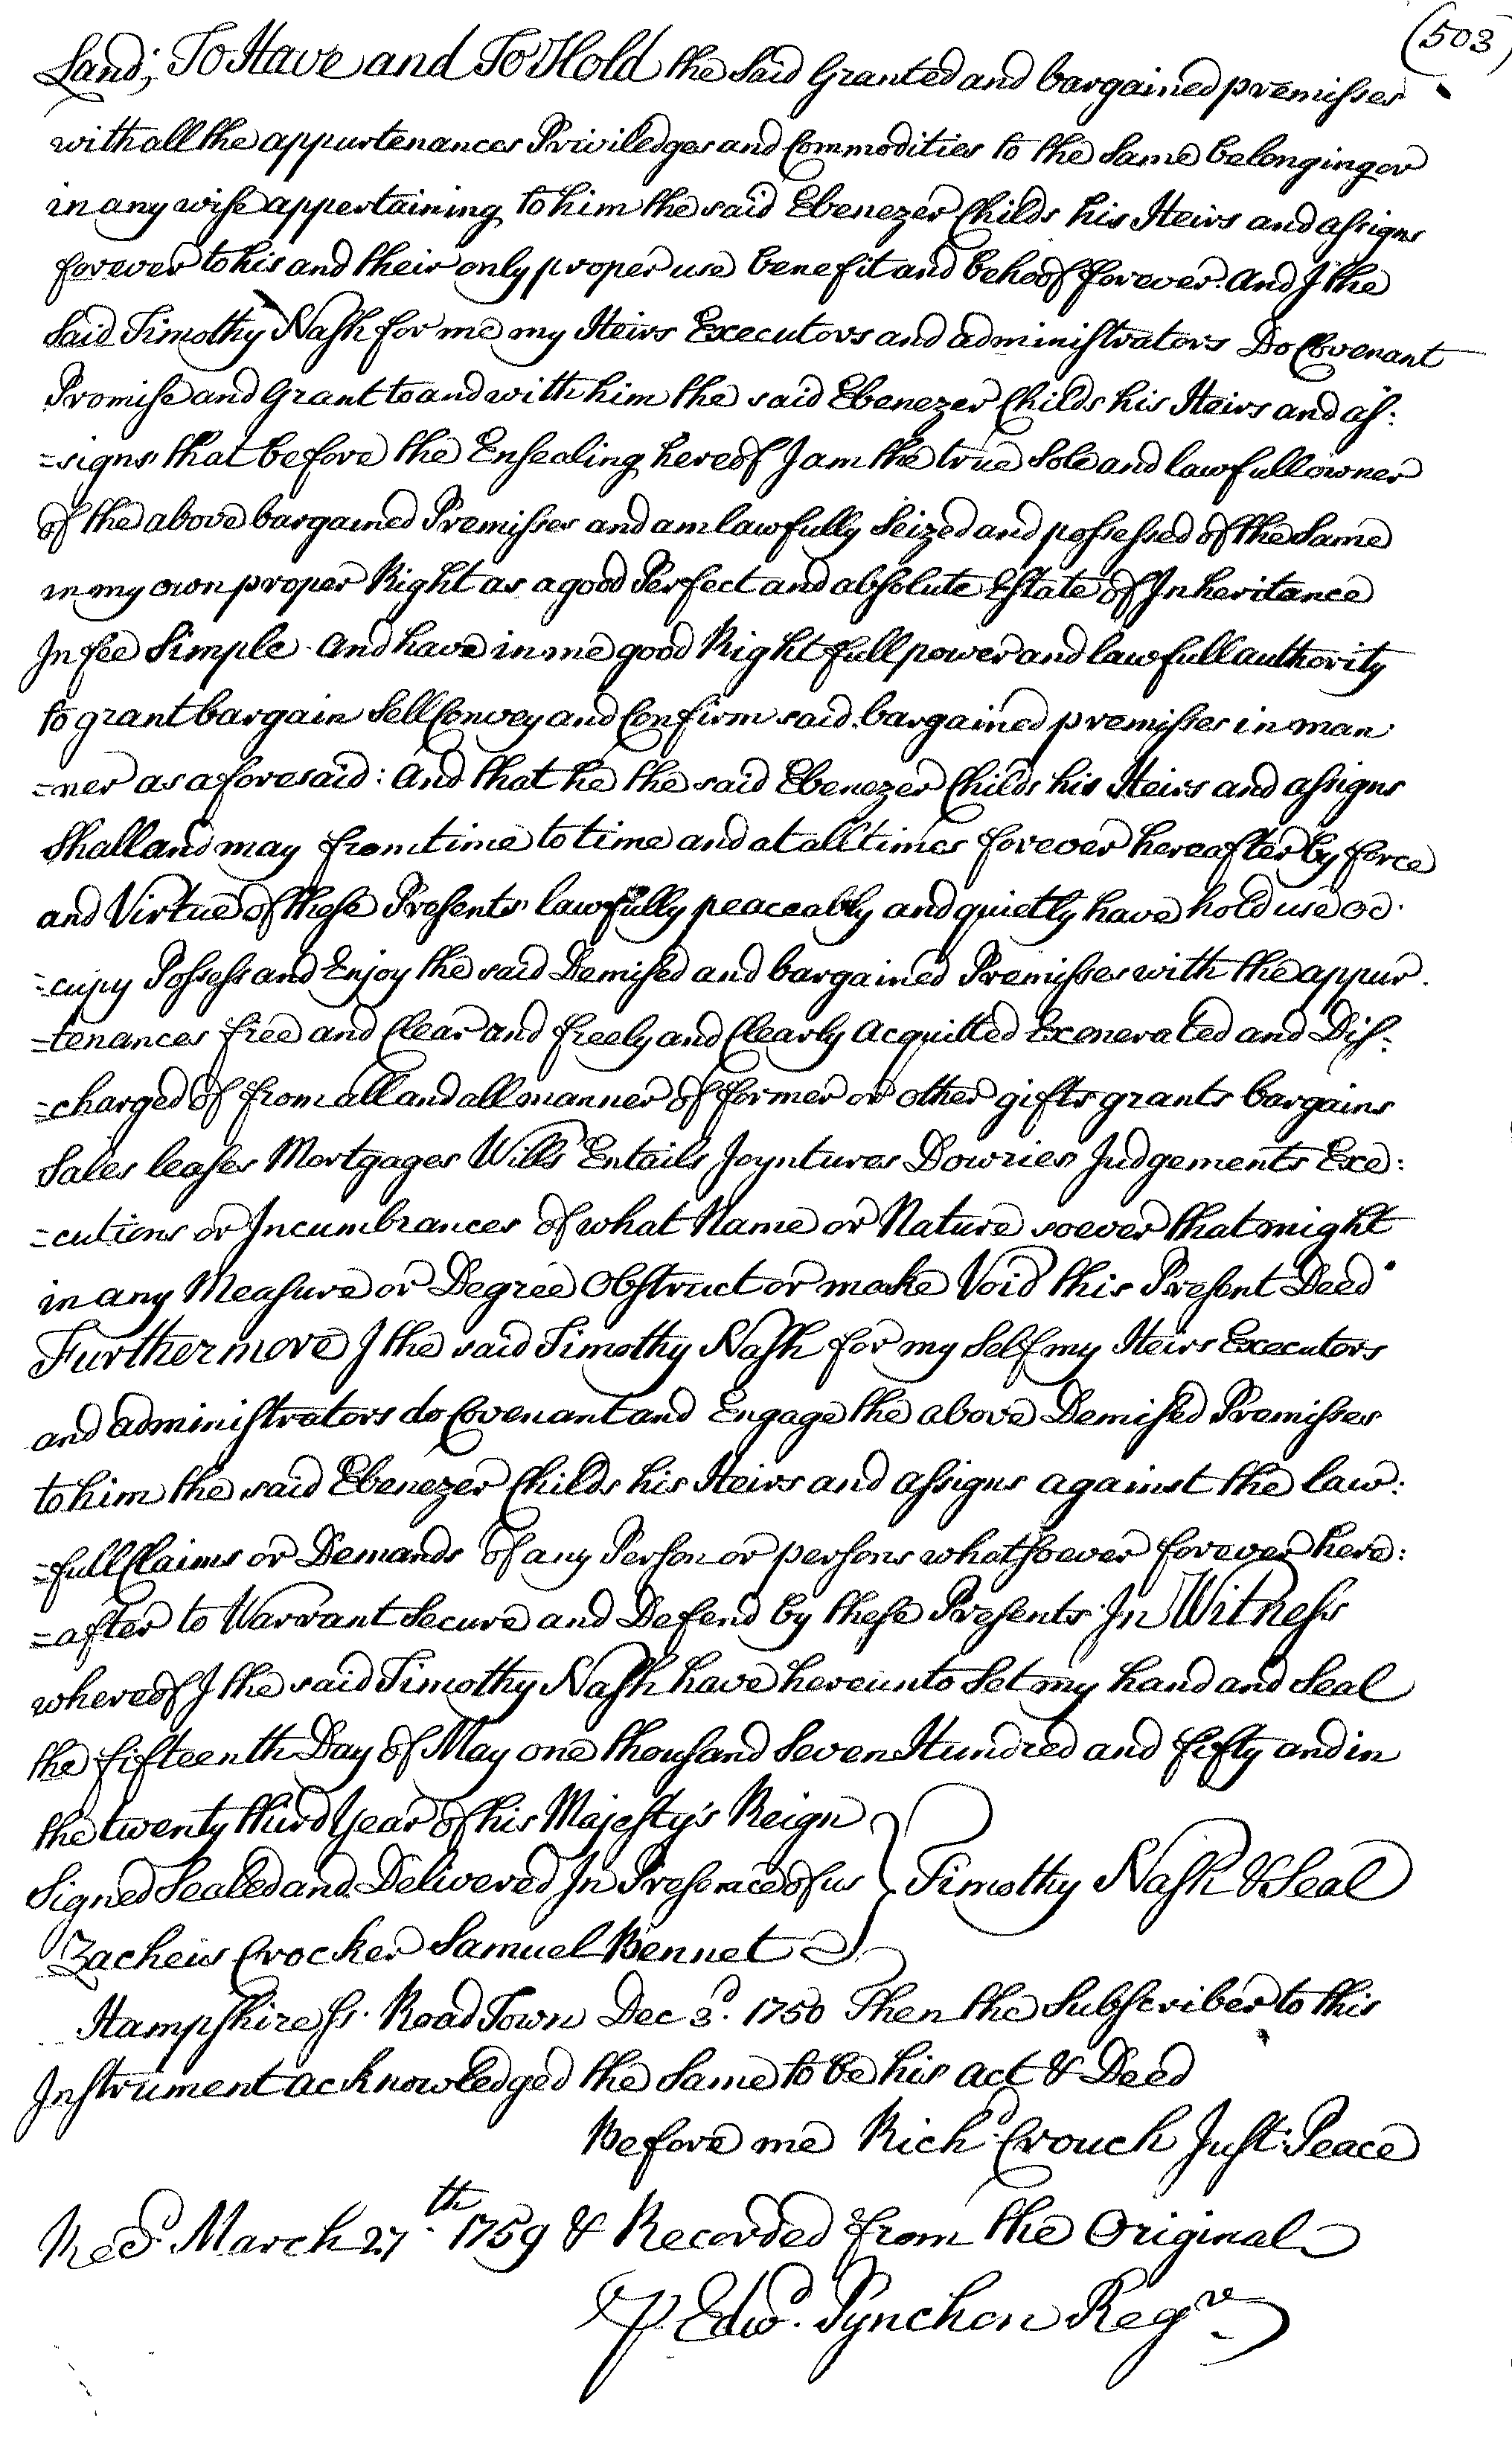 (503)
Land; To Have and To Hold the Said Granted and bargained premisses
with all the appurtenances Priviledges and Commodities to the Same belonging or
in any wise appertaining to him the said Ebenezer Childs his Heirs and assigns
forever to his and their only proper use benefit and behoof forever. And I the
Said Timothy Nash for me my Heirs Executors and administrators Do Covenant
Promise and Grant to and with him the said Ebenezer Childs his Heirs and as:
=signs that before the Ensealing hereof I am the true Sole and lawfull owner
of the above bargained Premisses and am lawfully Seized and possessed of the Same
in my own proper Right as a good Perfect and absolute Estate of Inheritance
In fee Simple. And have in me good Right full power and lawfull authority
to grant bargain Sell Convey and Confirm said bargained premisses in man
=ner as aforesaid: And that he the said Ebenezer Childs his Heirs and assigns
Shall and may from time to time and at all times forever hereafter by force
and Virtue of these Presents lawfully peaceably and quietly have hold use oc.
=cupy Possess and Enjoy the said Demised and bargained Premisses with the appur.
=tenances free and Clear and freely and Clearly Acquitted Exonerated and Dis:
=charged of from all and all manner of former or other gifts grants bargains
Sales leases Mortgages Wills Entails Joyntures Dowries Judgements Exe:
=cutions or Incumbrances of what Name or Nature soever that might
in any Measure or Degree Obstruct or make Void this Present Deed
Furthermore I the said Timothy Nash for my Self my Heirs Executors
and administrators do Covenant and Engage the above Demised Premisses
to him the said Ebenezer Childs his Heirs and assigns against the law:
=full Claims or Demands of any Person or persons whatsoever forever here:
=after to Warrant Secure and Defend by these Presents. In Witness
whereof I the said Timothy Nash have hereunto Set my hand and Seal
the fifteenth Day of May one thousand Seven Hundred and fifty and in
the twenty third Year of his Majesty's Reign
Signed Sealed and Delivered In Presence of us } Timothy Nash & Seal
Zacheus Crocker Samuel Bennet
Hampshire ss. Road Town Dec 3d. 1750 Then the Subscriber to this
Instrument acknowledged the Same to be his act & Deed
Before me Richd. Crouch Just: Peace
Recd. March 27th. 1759 & Recorded from the Original
P Edwd. Pynchon Regr